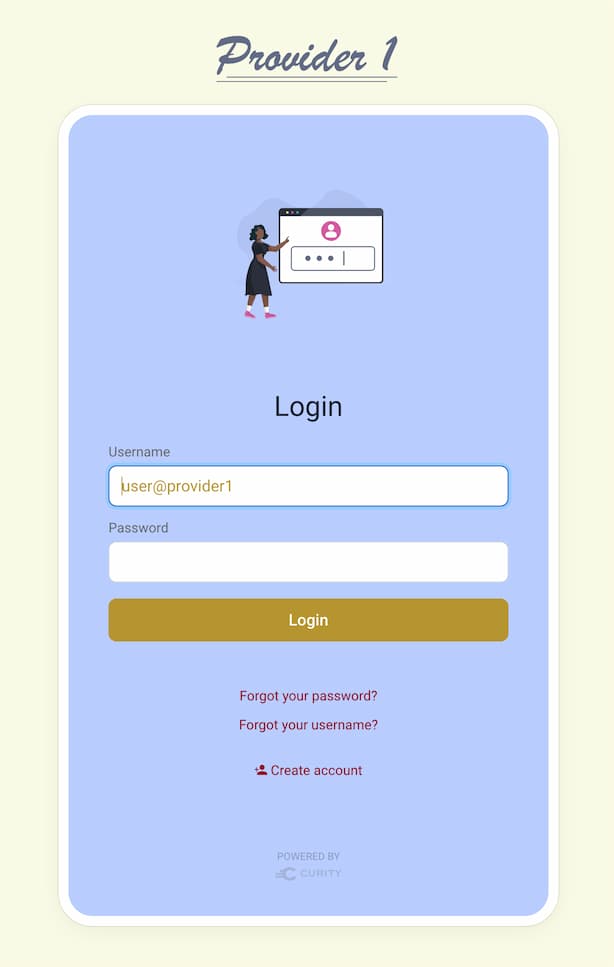 Provider 1
Login
Username
user@provider1
Password
Login
Forgot your password?
Forgot your username?
Create account
POWERED BY
CURITY